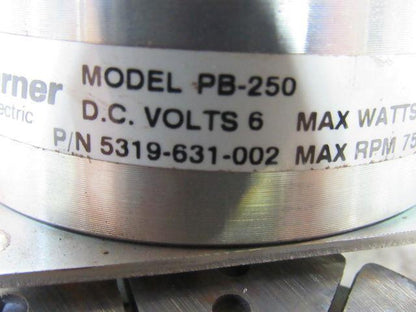 rner MODEL PB-250
ectric D.C. VOLTS 6 MAX WATTS
P/N 5319-631-002 MAX RPM 75